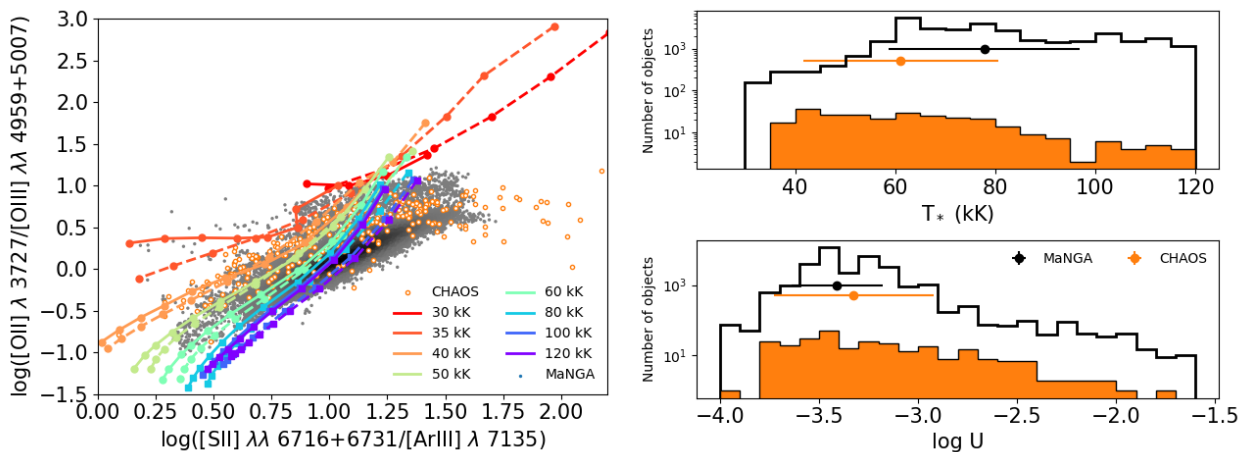 log([OII] λ 3727/[OIII] λλ 4959+5007)
3.0
2.5
2.0
1.5
1.0
0.5
0.0
−0.5
−1.0
−1.5
0.00 0.25 0.50 0.75 1.00 1.25 1.50 1.75 2.00
log([SII] λλ 6716+6731/[ArIII] λ 7135)
CHAOS
30 kK
35 kK
40 kK
50 kK
60 kK
80 kK
100 kK
120 kK
MaNGA
Number of objects
10³
10²
10¹
40 60 80 100 120
T* (kK)
Number of objects
10³
10¹
MaNGA CHAOS
−4.0 −3.5 −3.0 −2.5 −2.0 −1.5
log U